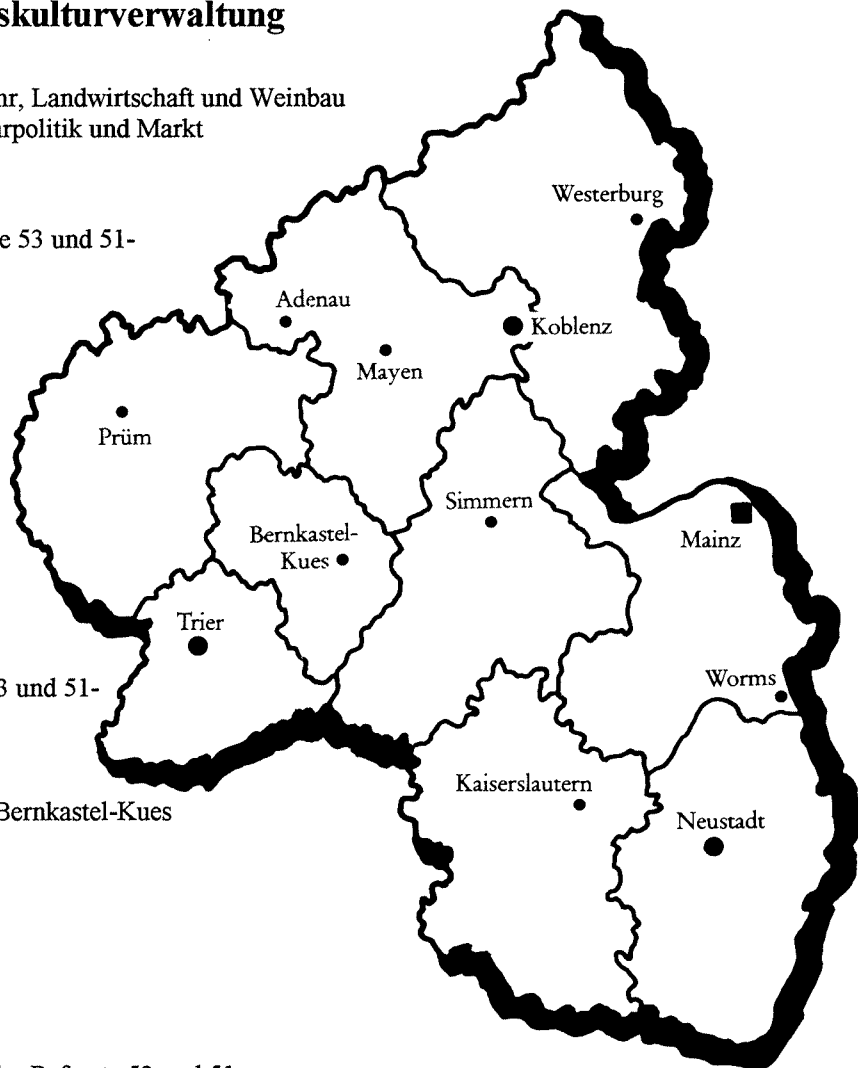 skulturverwaltung
hr, Landwirtschaft und Weinbau
rpolitik und Markt
e 53 und 51-
3 und 51-
Bernkastel-Kues
Westerburg
Adenau
Koblenz
Mayen
Prüm
Simmern
Bernkastel-
Kues
Mainz
Trier
Worms
Kaiserslautern
Neustadt